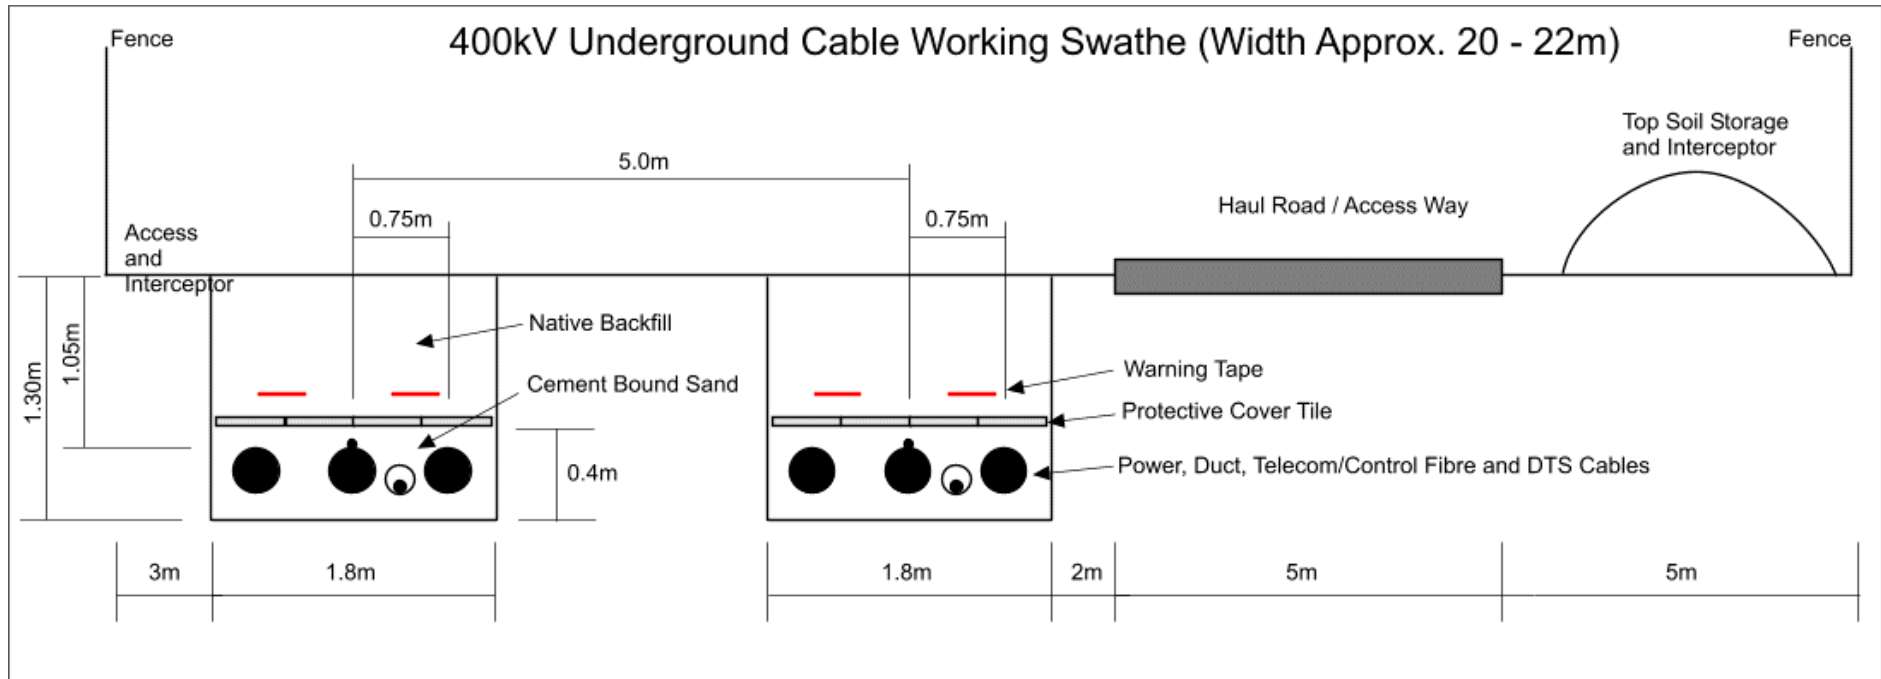 Fence
400kV Underground Cable Working Swathe (Width Approx. 20 - 22m)
Fence
Top Soil Storage
and Interceptor
5.0m
0.75m
0.75m
Haul Road / Access Way
Access
and
Interceptor
Native Backfill
1.05m
1.30m
Cement Bound Sand
Warning Tape
Protective Cover Tile
0.4m
Power, Duct, Telecom/Control Fibre and DTS Cables
3m
1.8m
1.8m
2m
5m
5m